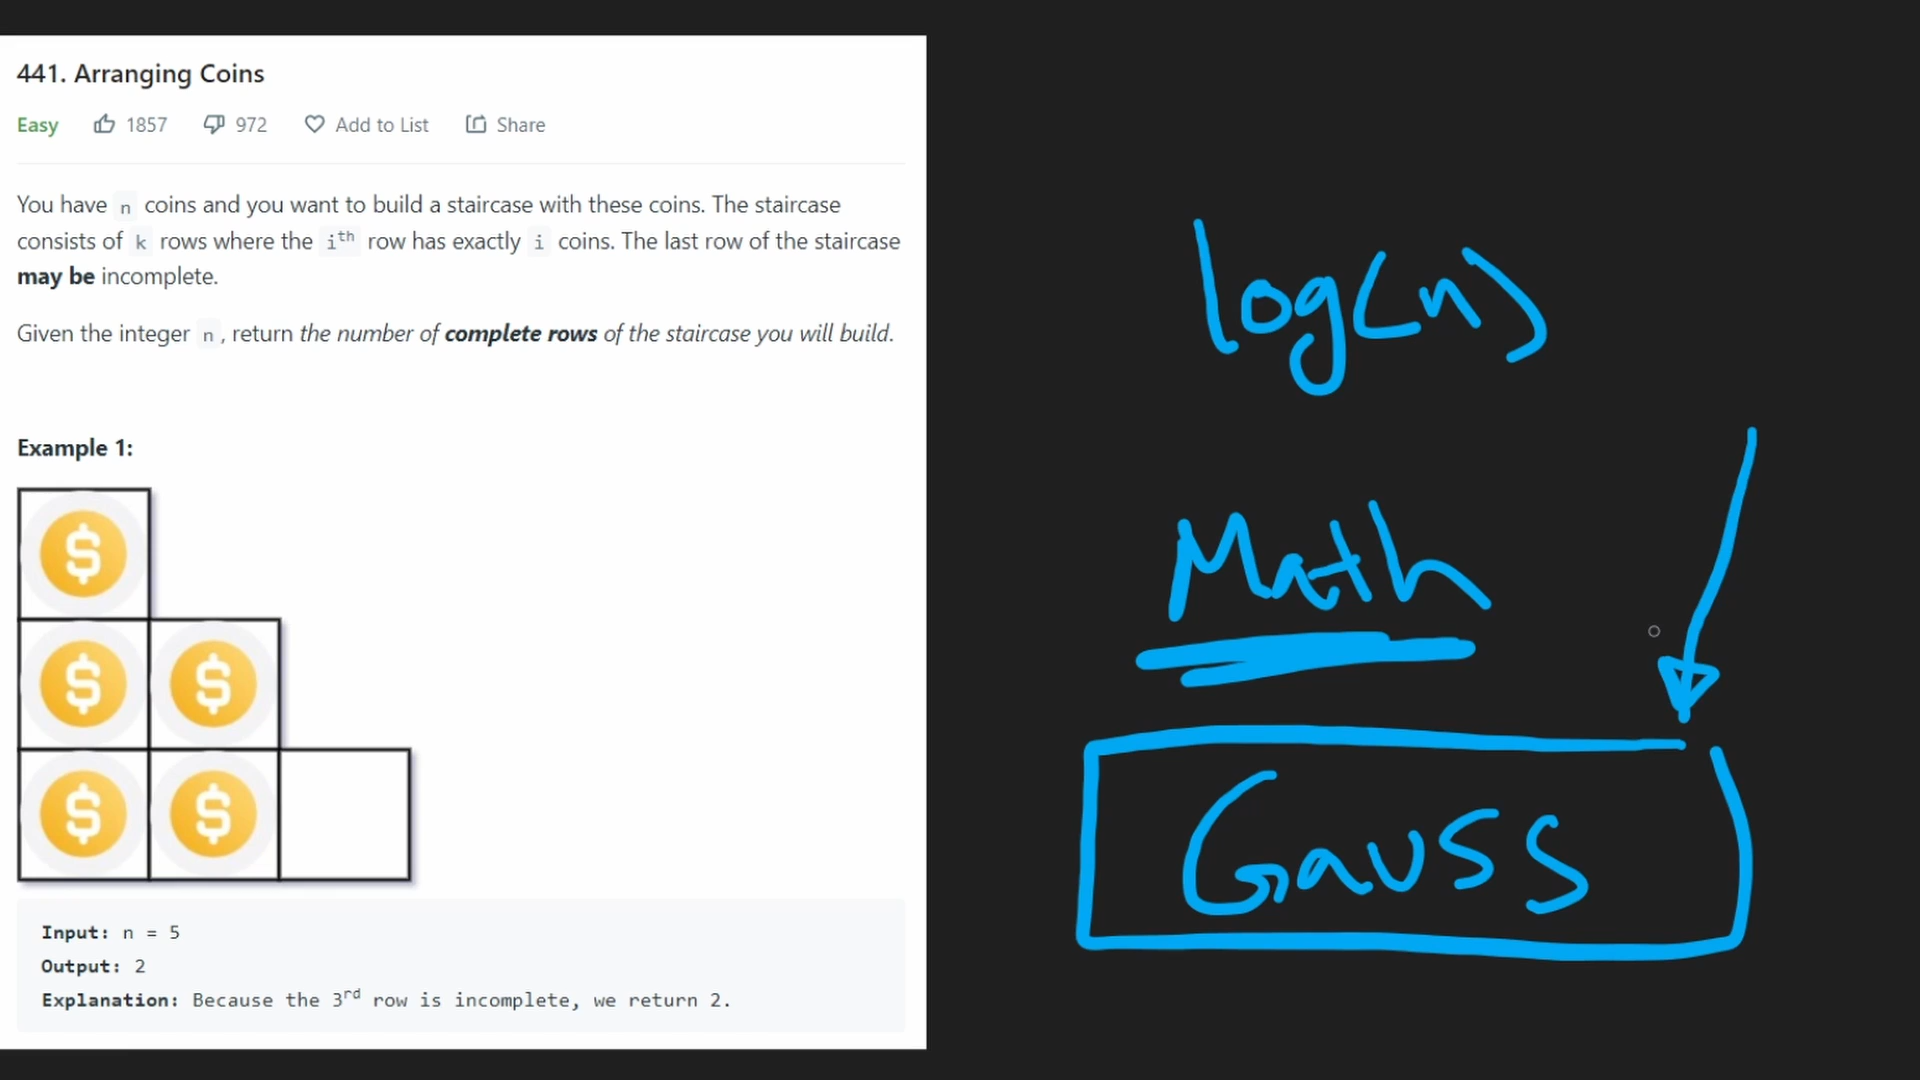 441. Arranging Coins
Easy 1857 972 Add to List Share
You have n coins and you want to build a staircase with these coins. The staircase
consists of k rows where the iᵗʰ row has exactly i coins. The last row of the staircase
may be incomplete.
Given the integer n, return the number of complete rows of the staircase you will build.
Example 1:
$
$ $
$ $
Input: n = 5
Output: 2
Explanation: Because the 3ʳᵈ row is incomplete, we return 2.
log(n)
Math
Gauss